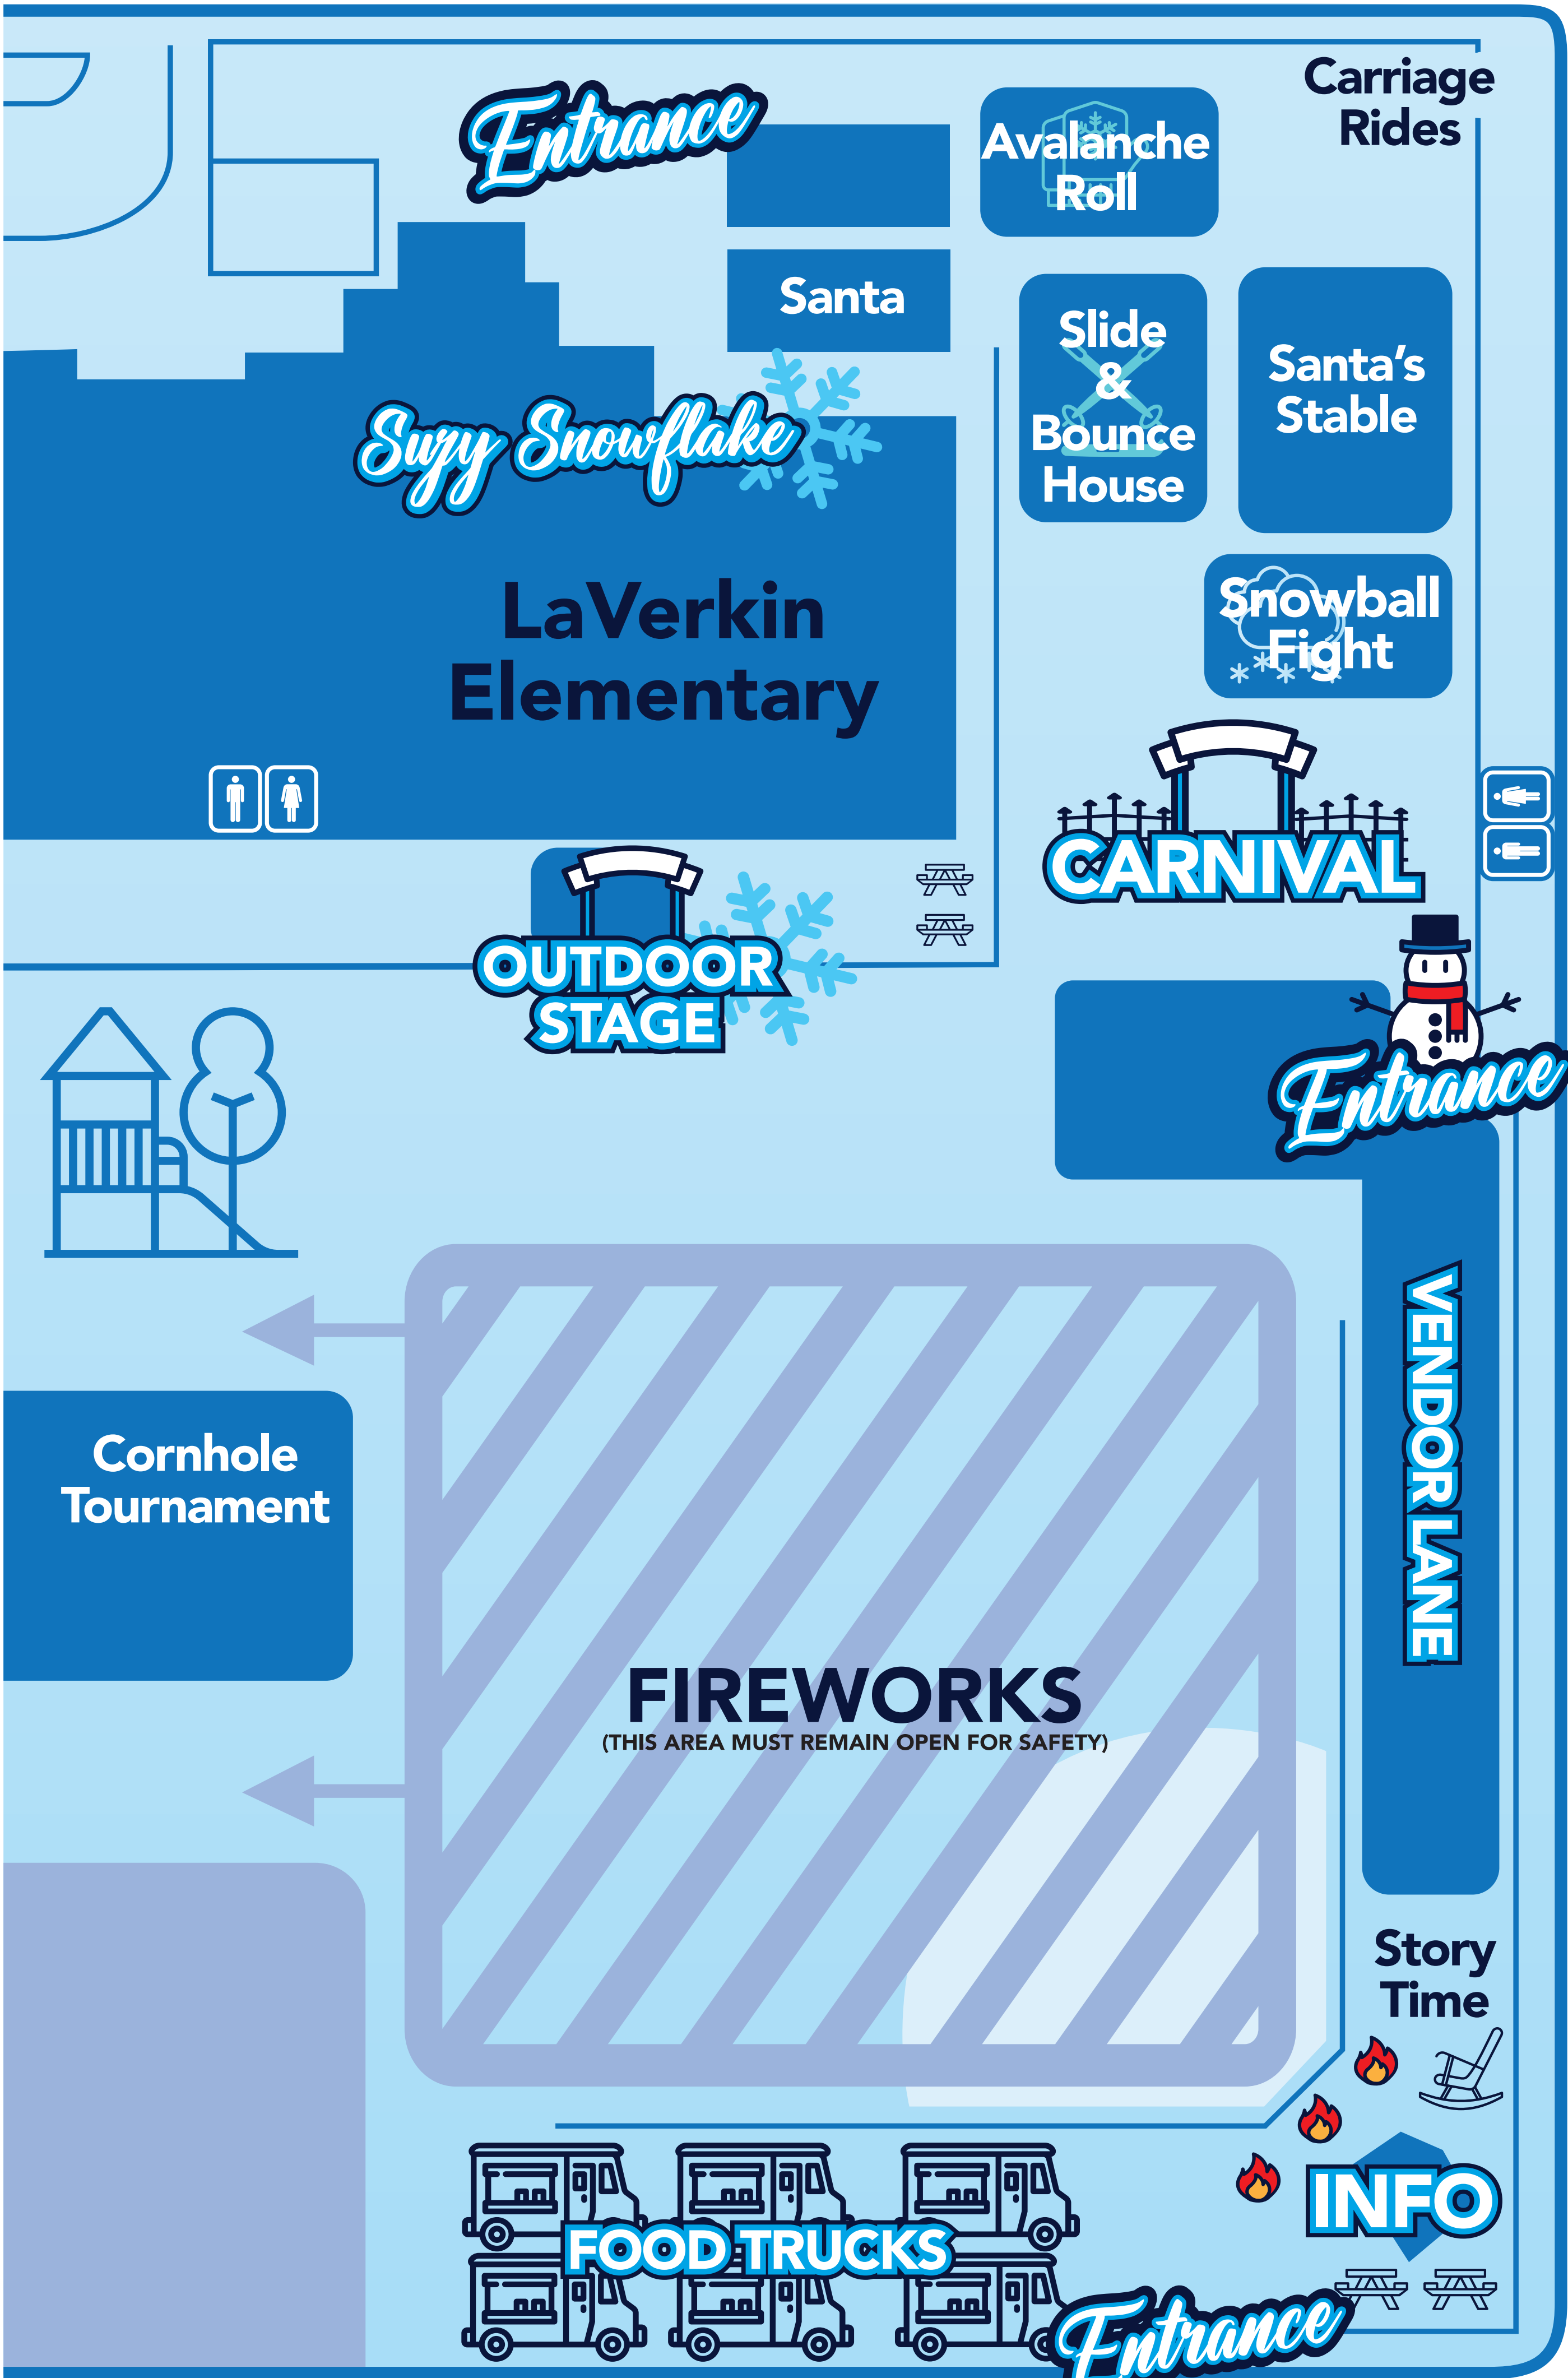 Carriage
Rides
Entrance
Avalanche
Roll
Santa
Slide
&
Bounce
House
Santa’s
Stable
Suzy Snowflake
LaVerkin
Elementary
Snowball
Fight
CARNIVAL
OUTDOOR
STAGE
Entrance
VENDOR LANE
Cornhole
Tournament
FIREWORKS
(THIS AREA MUST REMAIN OPEN FOR SAFETY)
Story
Time
INFO
FOOD TRUCKS
Entrance